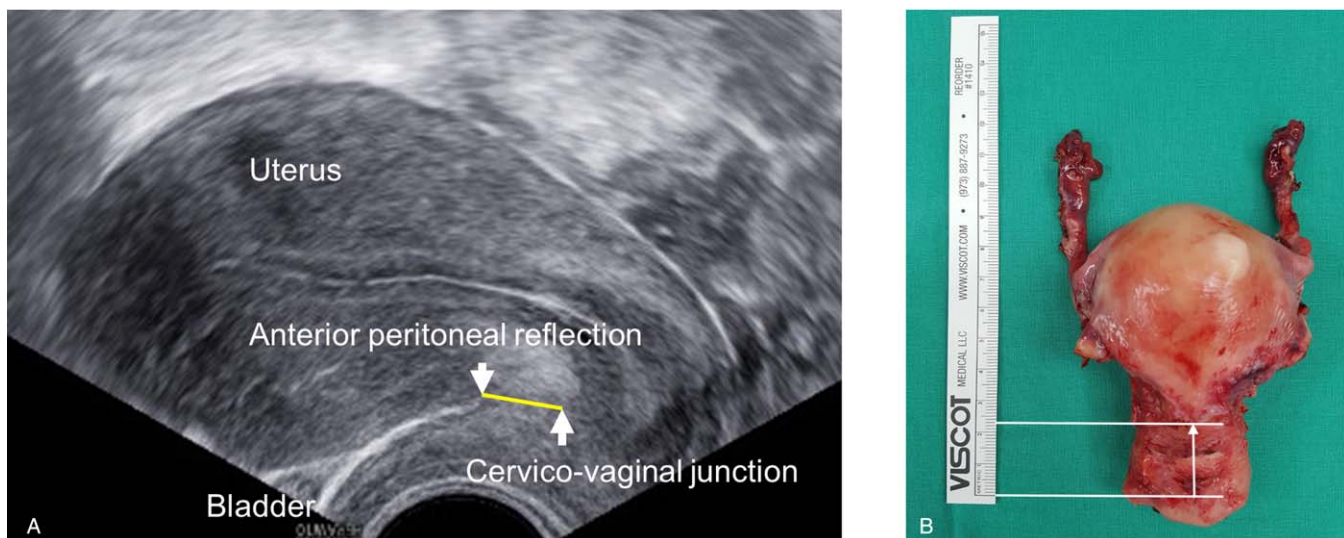 Uterus
Anterior peritoneal reflection
Cervico-vaginal junction
Bladder
A
VISCOT MEDICAL LLC WWW.VISCOT.COM • (973) 887-9273 • REORDER #1410
B